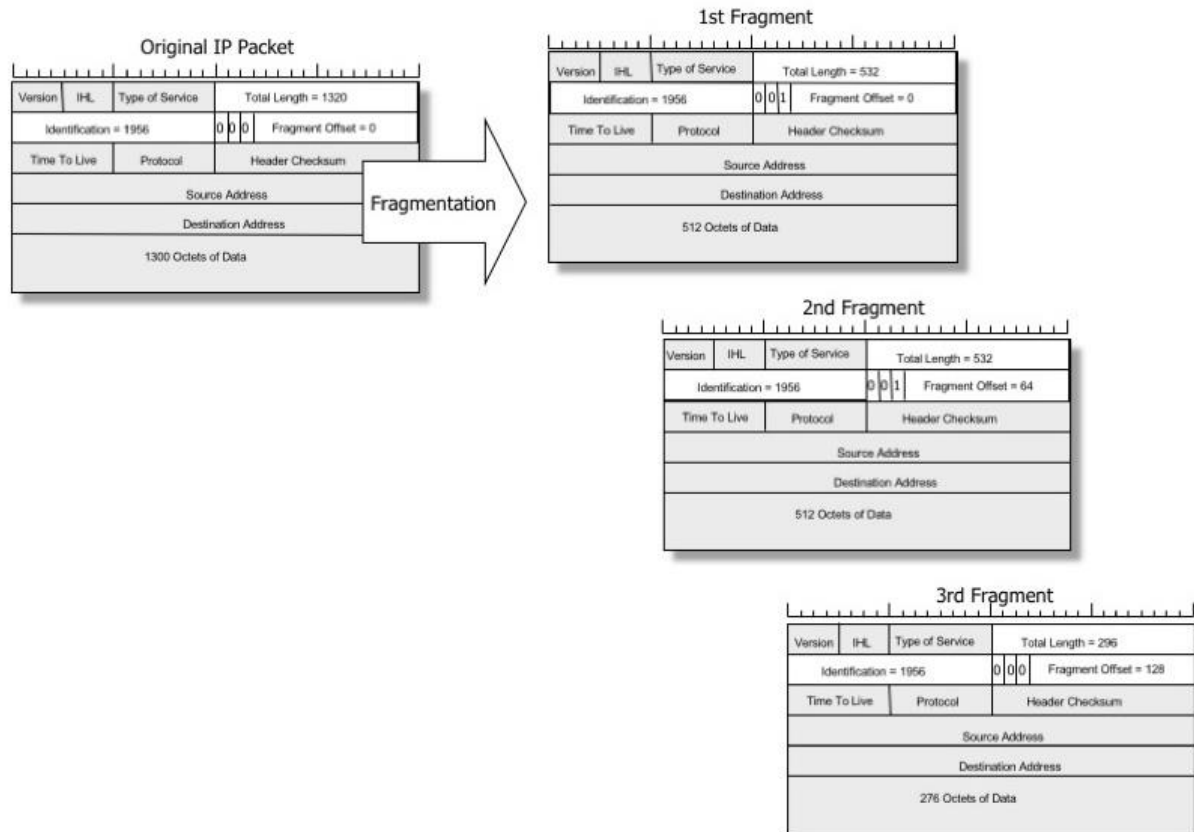 Original IP Packet
Version IHL Type of Service Total Length = 1320
Identification = 1956 0 0 0 Fragment Offset = 0
Time To Live Protocol Header Checksum
Source Address
Destination Address
1300 Octets of Data
Fragmentation
1st Fragment
Version IHL Type of Service Total Length = 532
Identification = 1956 0 0 1 Fragment Offset = 0
Time To Live Protocol Header Checksum
Source Address
Destination Address
512 Octets of Data
2nd Fragment
Version IHL Type of Service Total Length = 532
Identification = 1956 0 0 1 Fragment Offset = 64
Time To Live Protocol Header Checksum
Source Address
Destination Address
512 Octets of Data
3rd Fragment
Version IHL Type of Service Total Length = 296
Identification = 1956 0 0 0 Fragment Offset = 128
Time To Live Protocol Header Checksum
Source Address
Destination Address
276 Octets of Data